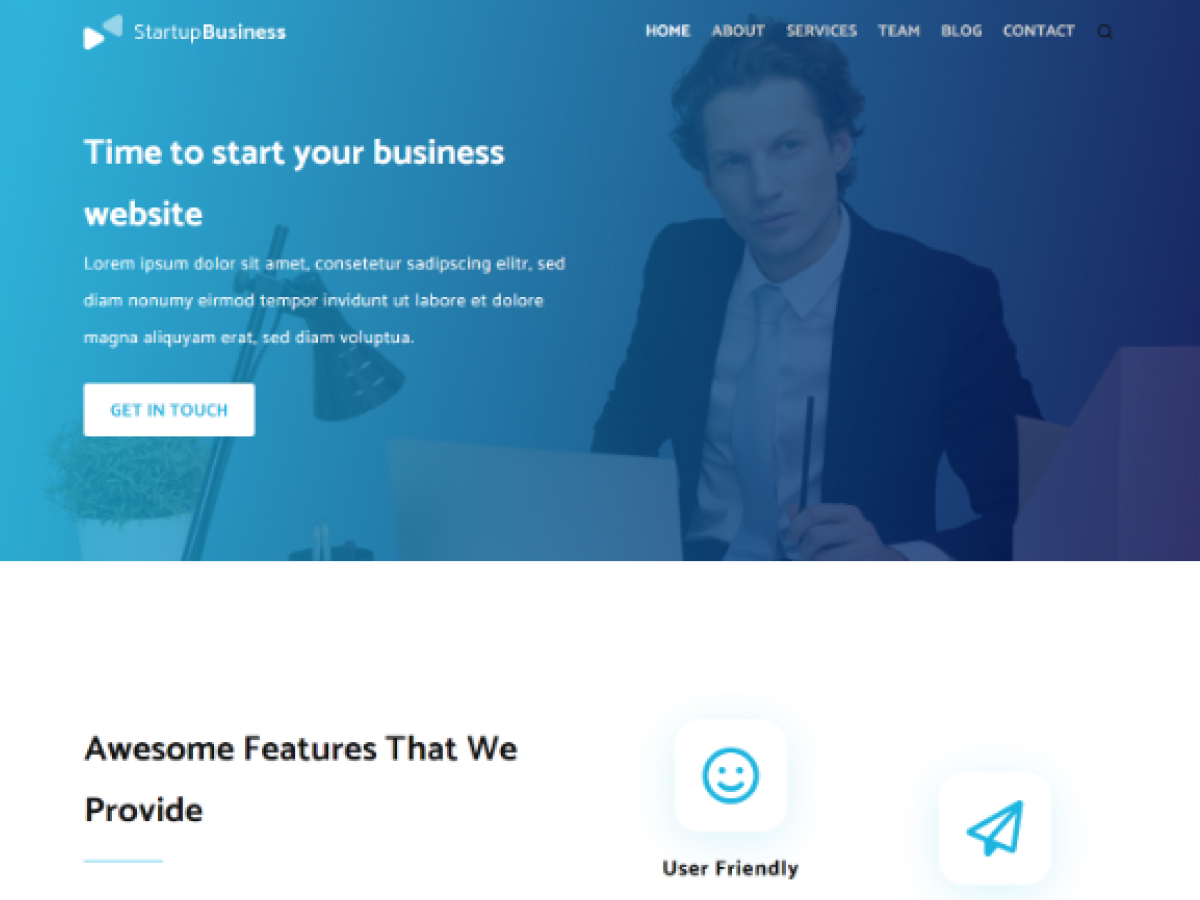 StartupBusiness
HOME ABOUT SERVICES TEAM BLOG CONTACT
Time to start your business
website
Lorem ipsum dolor sit amet, consetetur sadipscing elitr, sed
diam nonumy eirmod tempor invidunt ut labore et dolore
magna aliquyam erat, sed diam voluptua.
GET IN TOUCH
Awesome Features That We
Provide
User Friendly